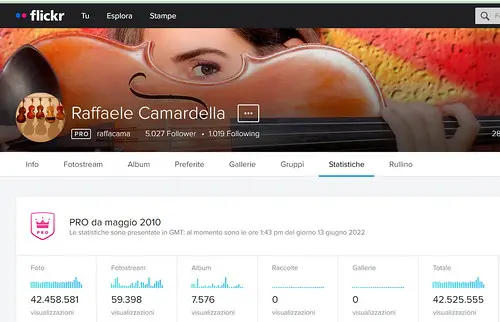 flickr Tu Esplora Stampe
Raffaele Camardella
PRO raffacama 5.027 Follower • 1.019 Following
Info Fotostream Album Preferite Gallerie Gruppi Statistiche Rullino
PRO PRO da maggio 2010
Le statistiche sono presentate in GMT: al momento sono le ore 1:43 pm del giorno 13 giugno 2022
Foto Fotostream Album Raccolte Gallerie Totale
42.458.581 59.398 7.576 0 0 42.525.555
visualizzazioni visualizzazioni visualizzazioni visualizzazioni visualizzazioni visualizzazioni